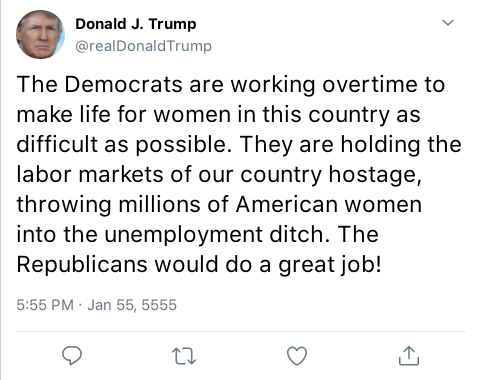 Donald J. Trump
@realDonaldTrump
The Democrats are working overtime to
make life for women in this country as
difficult as possible. They are holding the
labor markets of our country hostage,
throwing millions of American women
into the unemployment ditch. The
Republicans would do a great job!
5:55 PM · Jan 55, 5555